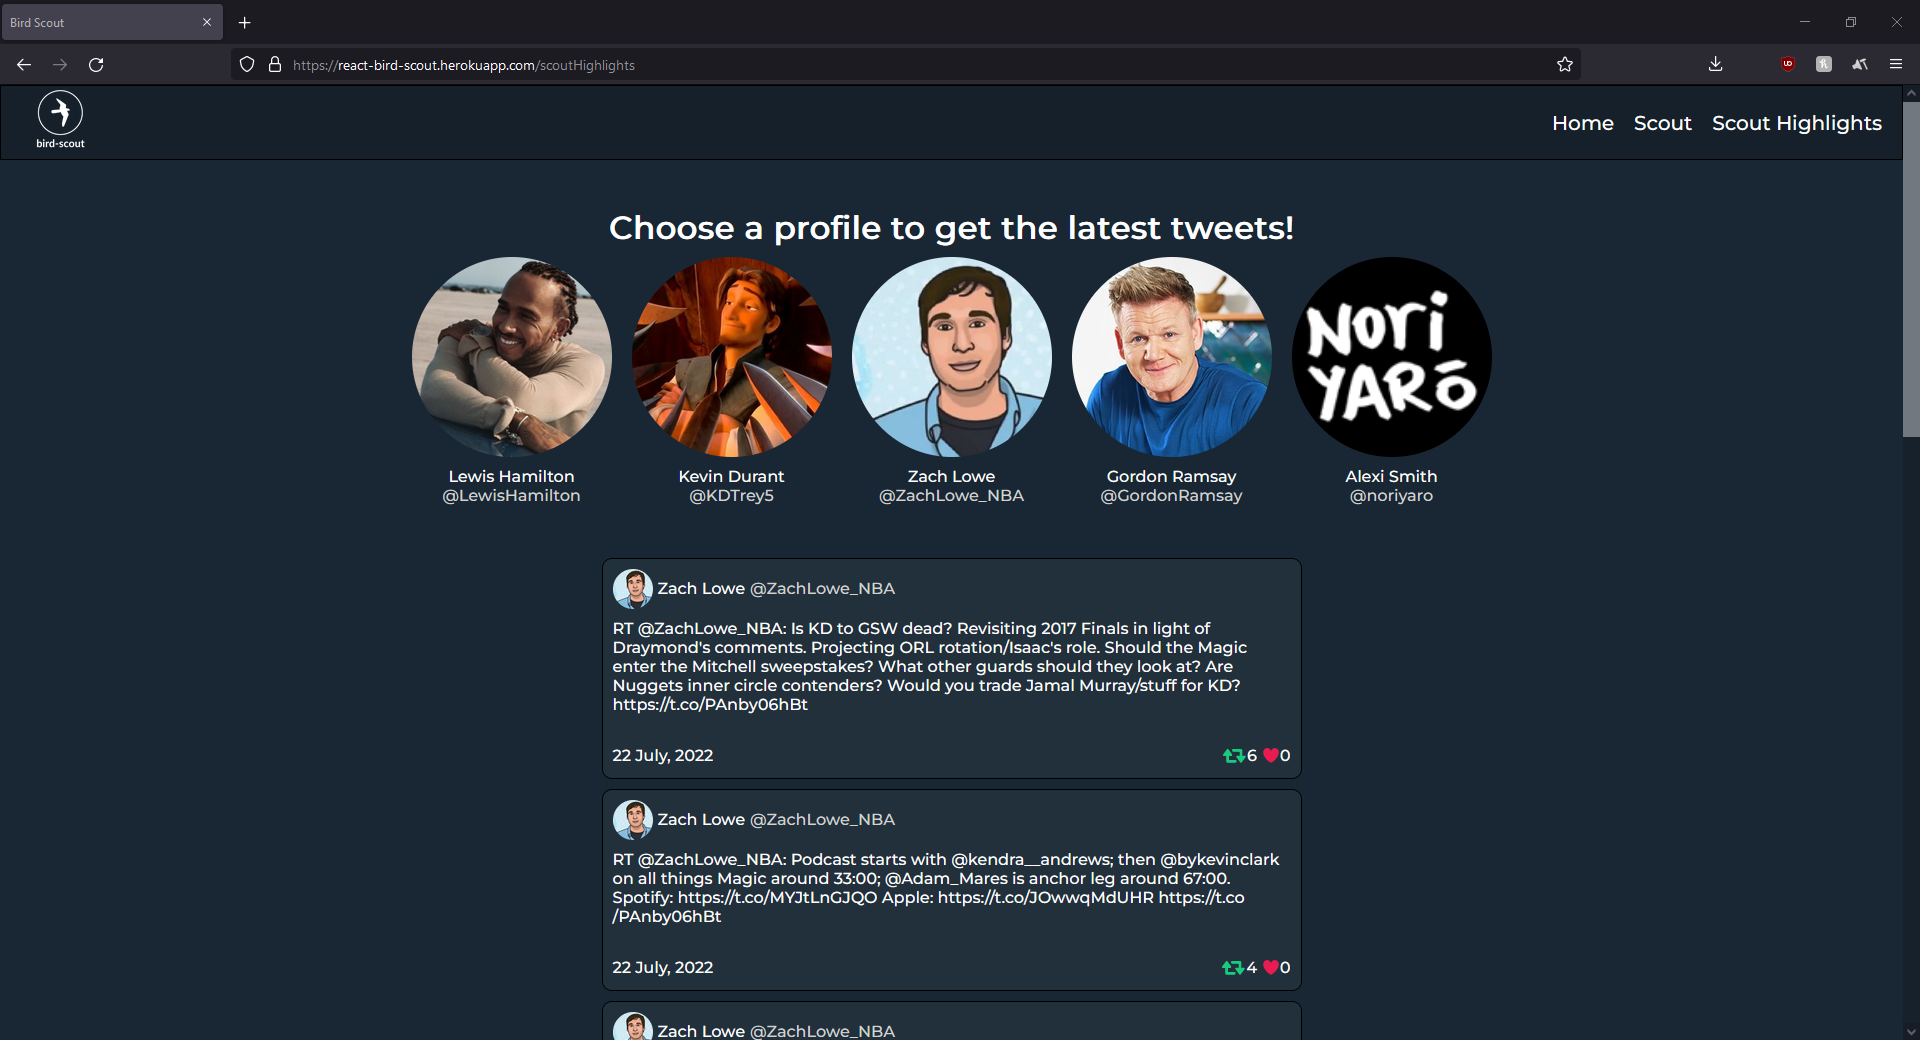 Bird Scout
https://react-bird-scout.herokuapp.com/scoutHighlights
bird-scout
Home Scout Scout Highlights
Choose a profile to get the latest tweets!
NORI
YARŌ
Lewis Hamilton
@LewisHamilton
Kevin Durant
@KDTrey5
Zach Lowe
@ZachLowe_NBA
Gordon Ramsay
@GordonRamsay
Alexi Smith
@noriyaro
Zach Lowe @ZachLowe_NBA
RT @ZachLowe_NBA: Is KD to GSW dead? Revisiting 2017 Finals in light of
Draymond's comments. Projecting ORL rotation/Isaac's role. Should the Magic
enter the Mitchell sweepstakes? What other guards should they look at? Are
Nuggets inner circle contenders? Would you trade Jamal Murray/stuff for KD?
https://t.co/PAnby06hBt
22 July, 2022
6 0
Zach Lowe @ZachLowe_NBA
RT @ZachLowe_NBA: Podcast starts with @kendra__andrews; then @bykevinclark
on all things Magic around 33:00; @Adam_Mares is anchor leg around 67:00.
Spotify: https://t.co/MYJtLnGJQO Apple: https://t.co/JOwwqMdUHR https://t.co
/PAnby06hBt
22 July, 2022
4 0
Zach Lowe @ZachLowe_NBA